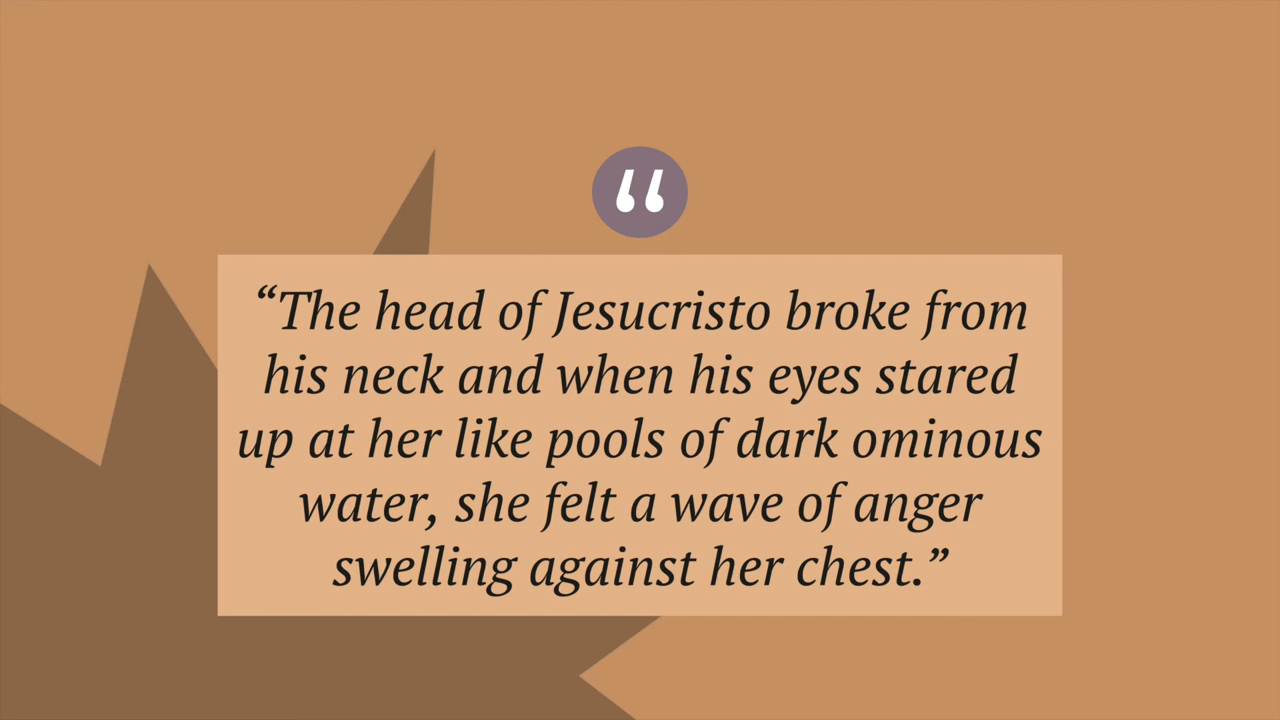 “
“The head of Jesucristo broke from
his neck and when his eyes stared
up at her like pools of dark ominous
water, she felt a wave of anger
swelling against her chest.”